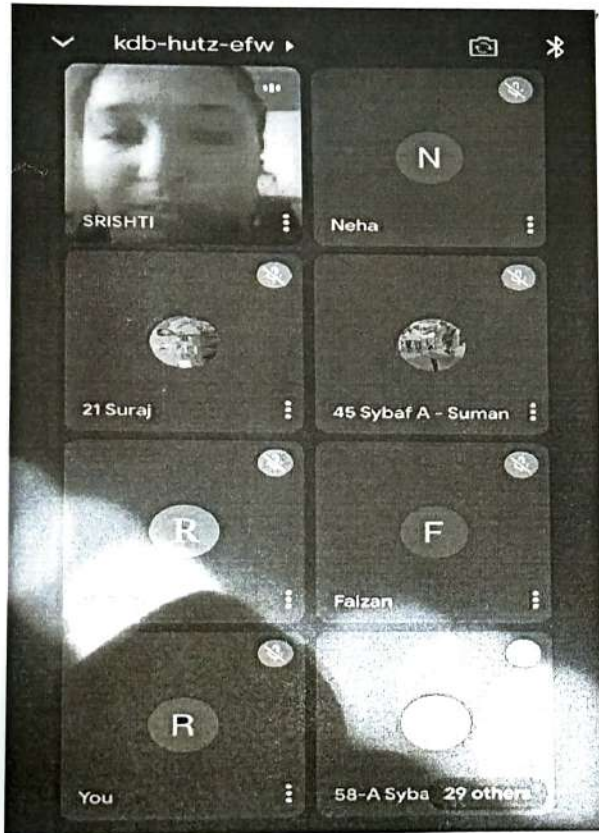 kdb-hutz-efw
SRISHTI
N
Neha
21 Suraj
45 Sybaf A - Suman
R
F
Faizan
R
You
58-A Syba
29 others